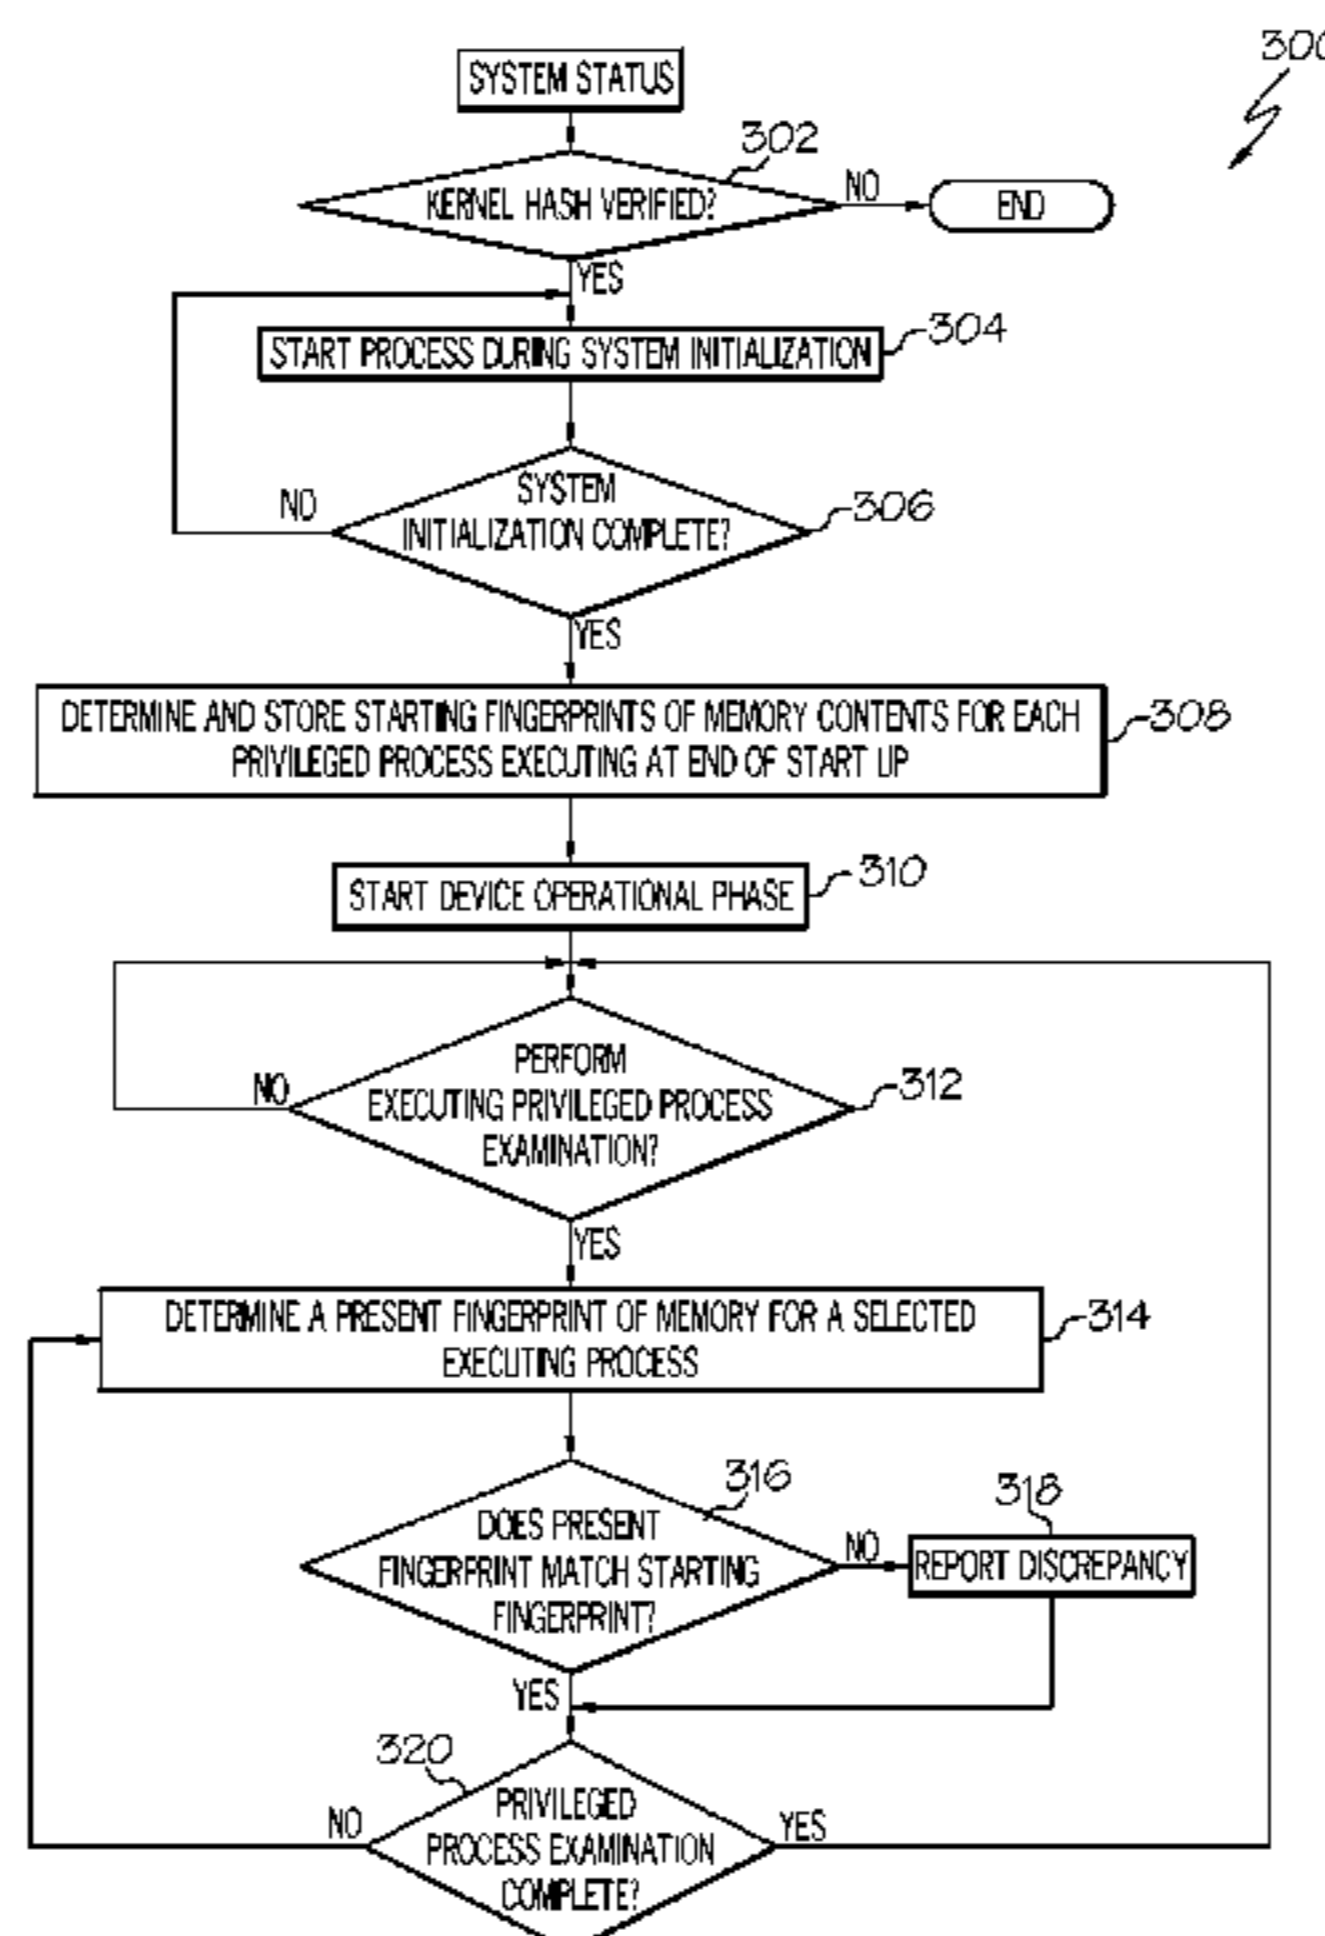 300
SYSTEM STATUS
302
KERNEL HASH VERIFIED?
NO
END
YES
START PROCESS DURING SYSTEM INITIALIZATION
304
SYSTEM
INITIALIZATION COMPLETE?
306
NO
YES
DETERMINE AND STORE STARTING FINGERPRINTS OF MEMORY CONTENTS FOR EACH
PRIVILEGED PROCESS EXECUTING AT END OF START UP
308
START DEVICE OPERATIONAL PHASE
310
PERFORM
EXECUTING PRIVILEGED PROCESS
EXAMINATION?
312
NO
YES
DETERMINE A PRESENT FINGERPRINT OF MEMORY FOR A SELECTED
EXECUTING PROCESS
314
316
DOES PRESENT
FINGERPRINT MATCH STARTING
FINGERPRINT?
NO
318
REPORT DISCREPANCY
YES
320
PRIVILEGED
PROCESS EXAMINATION
COMPLETE?
NO
YES